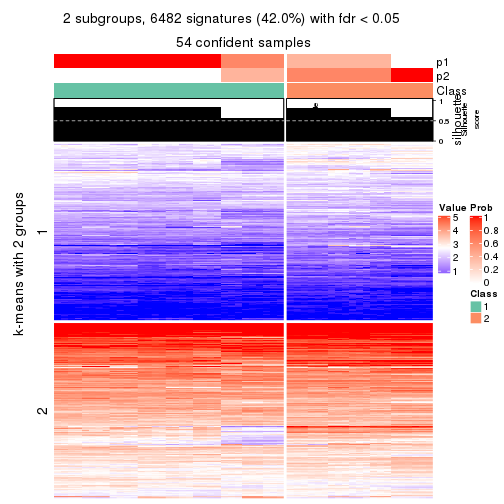 2 subgroups, 6482 signatures (42.0%) with fdr < 0.05
54 confident samples
p1
p2
Class
1
0.5
0
silhouette
Silhouette
score
k-means with 2 groups
1
2
Value
5
4
3
2
1
Prob
1
0.8
0.6
0.4
0.2
0
Class
1
2